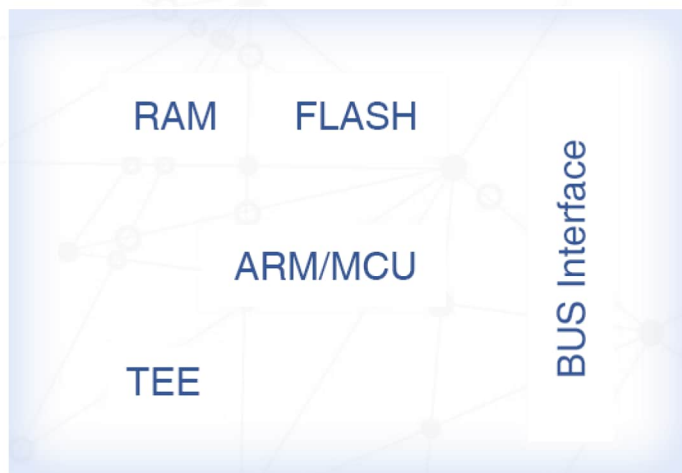 RAM
FLASH
ARM/MCU
TEE
BUS Interface